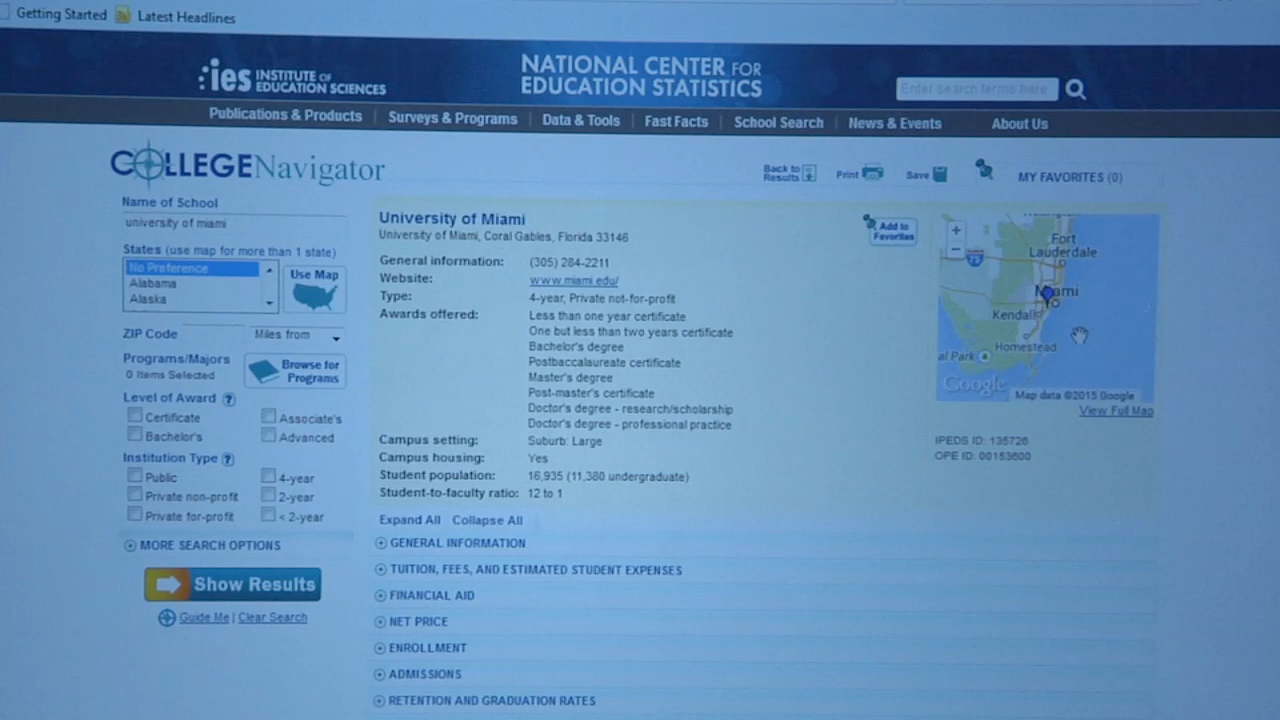 Getting Started Latest Headlines
ies INSTITUTE OF EDUCATION SCIENCES
NATIONAL CENTER FOR
EDUCATION STATISTICS
Enter search terms here
Publications & Products | Surveys & Programs | Data & Tools | Fast Facts | School Search | News & Events | About Us
COLLEGE Navigator
Back to Results
Print
Save
MY FAVORITES (0)
Name of School
university of miami
States (use map for more than 1 state)
No Preference
Alabama
Alaska
Use Map
ZIP Code
Miles from
Programs/Majors
0 Items Selected
Browse for
Programs
Level of Award ?
Certificate
Associate's
Bachelor's
Advanced
Institution Type ?
Public
4-year
Private non-profit
2-year
Private for-profit
< 2-year
MORE SEARCH OPTIONS
Show Results
Guide Me | Clear Search
University of Miami
University of Miami, Coral Gables, Florida 33146
Add to
Favorites
General information: (305) 284-2211
Website: www.miami.edu/
Type: 4-year, Private not-for-profit
Awards offered: Less than one year certificate
One but less than two years certificate
Bachelor's degree
Postbaccalaureate certificate
Master's degree
Post-master's certificate
Doctor's degree - research/scholarship
Doctor's degree - professional practice
Campus setting: Suburb: Large
Campus housing: Yes
Student population: 16,935 (11,380 undergraduate)
Student-to-faculty ratio: 12 to 1
+
−
75
Fort
Lauderdale
Miami
Kendall
Homestead
al Park
Google
Map data ©2015 Google
View Full Map
IPEDS ID: 135726
OPE ID: 00153600
Expand All Collapse All
GENERAL INFORMATION
TUITION, FEES, AND ESTIMATED STUDENT EXPENSES
FINANCIAL AID
NET PRICE
ENROLLMENT
ADMISSIONS
RETENTION AND GRADUATION RATES